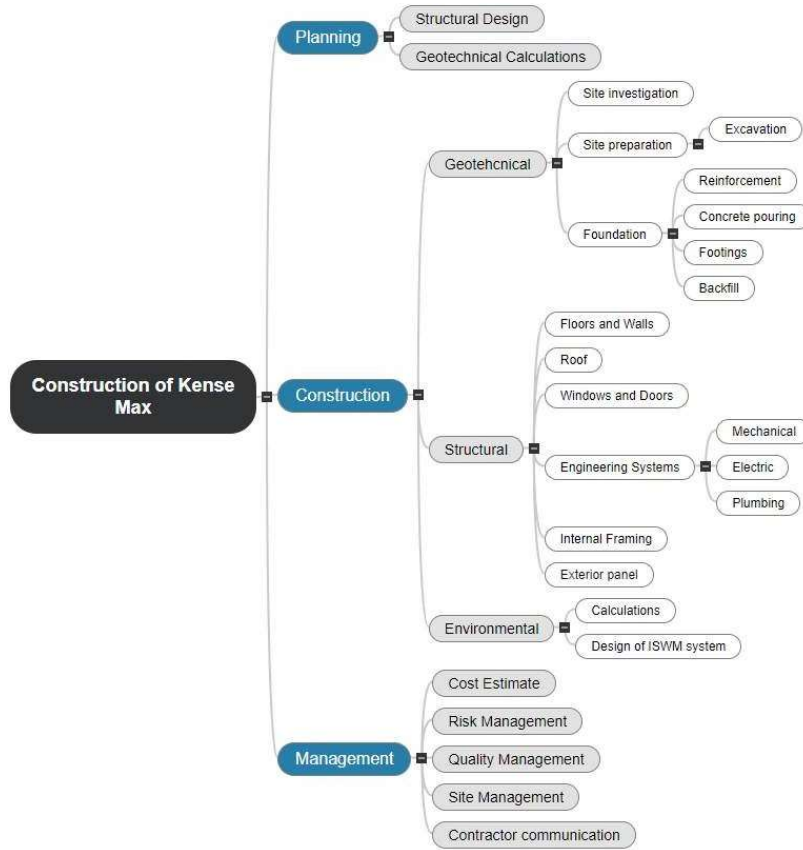 Construction of Kense
Max
Planning
Structural Design
Geotechnical Calculations
Construction
Geotehcnical
Site investigation
Site preparation
Excavation
Foundation
Reinforcement
Concrete pouring
Footings
Backfill
Structural
Floors and Walls
Roof
Windows and Doors
Engineering Systems
Mechanical
Electric
Plumbing
Internal Framing
Exterior panel
Environmental
Calculations
Design of ISWM system
Management
Cost Estimate
Risk Management
Quality Management
Site Management
Contractor communication